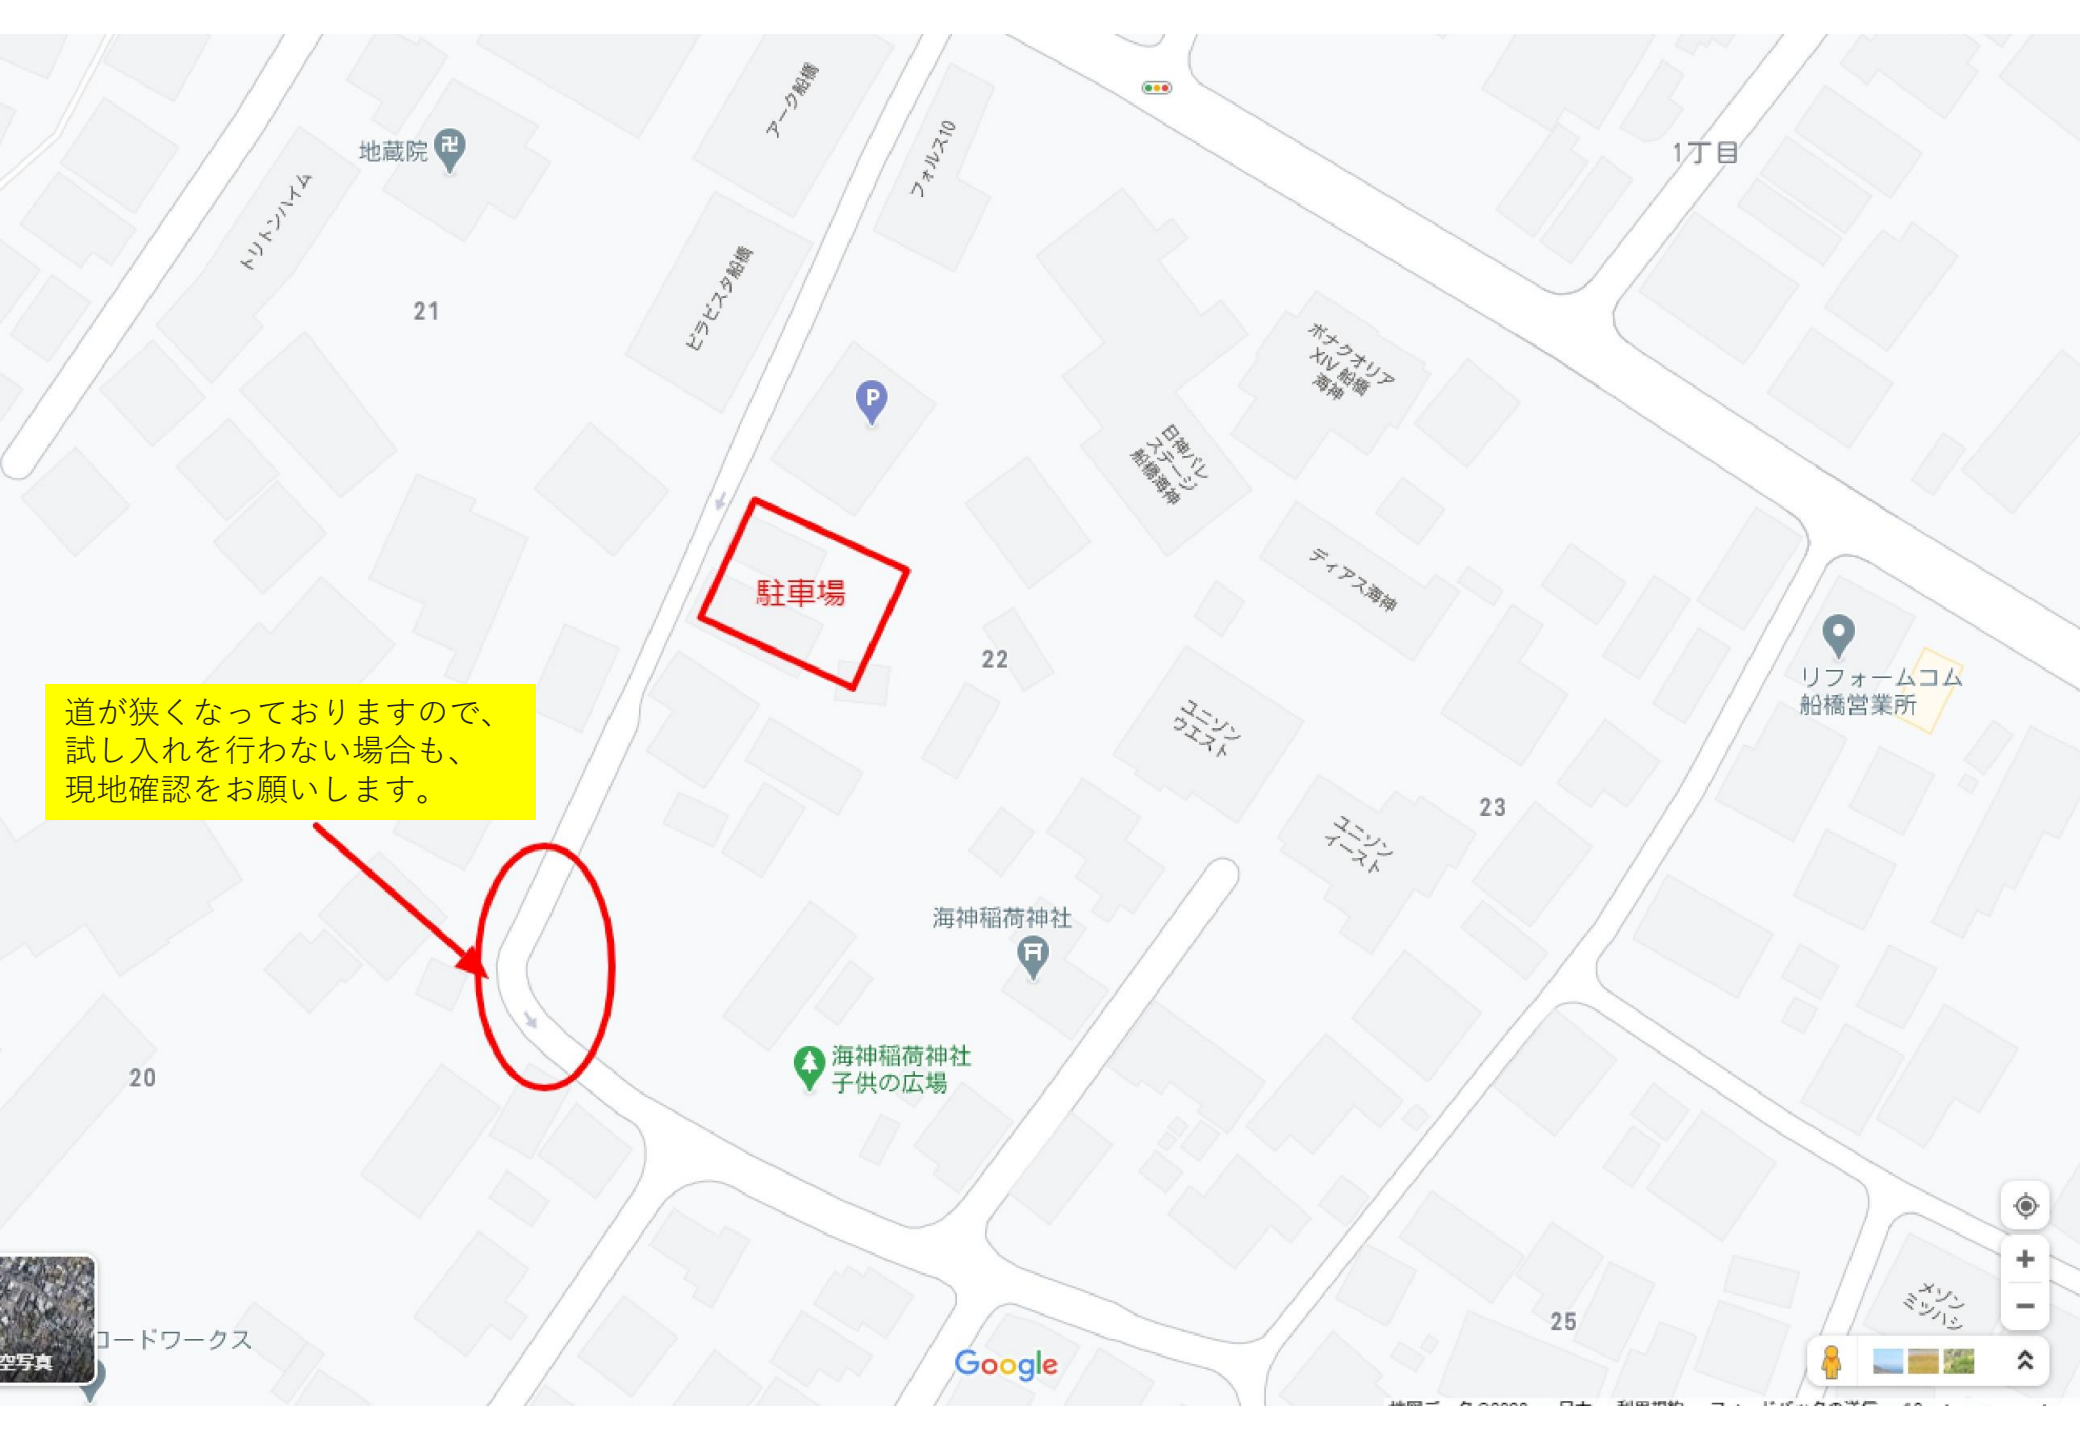 アーク船橋
フォルス10
1丁目
地蔵院
トリトンハイム
ビラビスタ船橋
21
ボナクオリア
XIV 船橋
海神
P
日神パレ
ステージ
船橋海神
駐車場
ディアス海神
22
リフォームコム
船橋営業所
道が狭くなっておりますので、
試し入れを行わない場合も、
現地確認をお願いします。
ユニゾン
ウエスト
23
ユニゾン
イースト
海神稲荷神社
海神稲荷神社
子供の広場
20
メゾン
ミツハシ
25
ードワークス
空写真
Google